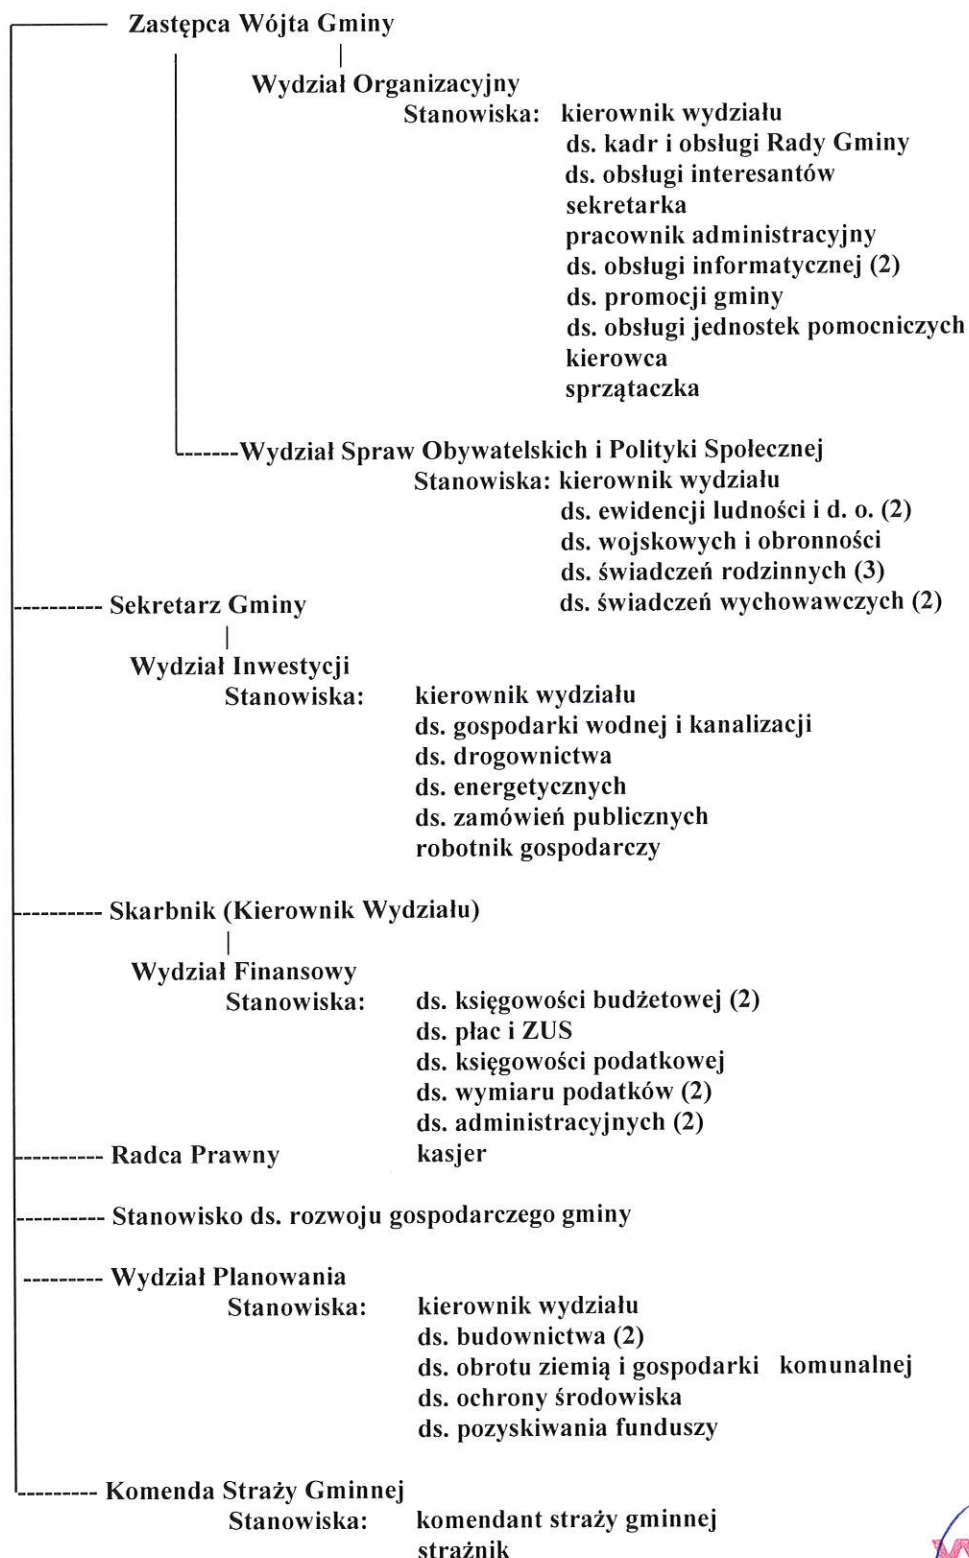 Zastępca Wójta Gminy
Wydział Organizacyjny
Stanowiska: kierownik wydziału
ds. kadr i obsługi Rady Gminy
ds. obsługi interesantów
sekretarka
pracownik administracyjny
ds. obsługi informatycznej (2)
ds. promocji gminy
ds. obsługi jednostek pomocniczych
kierowca
sprzątaczka
Wydział Spraw Obywatelskich i Polityki Społecznej
Stanowiska: kierownik wydziału
ds. ewidencji ludności i d. o. (2)
ds. wojskowych i obronności
ds. świadczeń rodzinnych (3)
Sekretarz Gminy ds. świadczeń wychowawczych (2)
Wydział Inwestycji
Stanowiska: kierownik wydziału
ds. gospodarki wodnej i kanalizacji
ds. drogownictwa
ds. energetycznych
ds. zamówień publicznych
robotnik gospodarczy
Skarbnik (Kierownik Wydziału)
Wydział Finansowy
Stanowiska: ds. księgowości budżetowej (2)
ds. płac i ZUS
ds. księgowości podatkowej
ds. wymiaru podatków (2)
ds. administracyjnych (2)
Radca Prawny kasjer
Stanowisko ds. rozwoju gospodarczego gminy
Wydział Planowania
Stanowiska: kierownik wydziału
ds. budownictwa (2)
ds. obrotu ziemią i gospodarki komunalnej
ds. ochrony środowiska
ds. pozyskiwania funduszy
Komenda Straży Gminnej
Stanowiska: komendant straży gminnej
strażnik